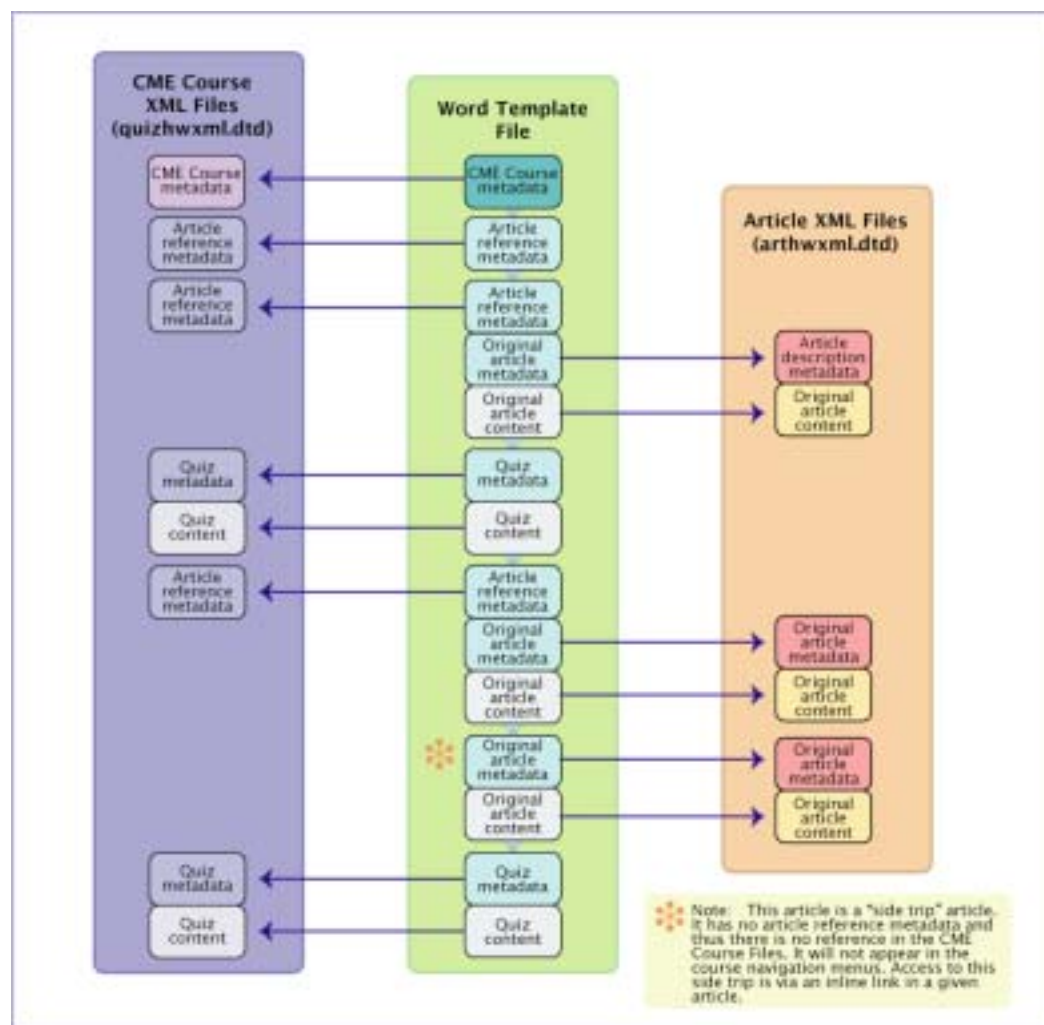 CME Course
XML Files
(quizhwxml.dtd)
CME Course
metadata
Article
reference
metadata
Article
reference
metadata
Quiz
metadata
Quiz
content
Article
reference
metadata
Quiz
metadata
Quiz
content
Word Template
File
CME Course
metadata
Article
reference
metadata
Article
reference
metadata
Original
article
metadata
Original
article
content
Quiz
metadata
Quiz
content
Article
reference
metadata
Original
article
metadata
Original
article
content
Original
article
metadata
Original
article
content
Quiz
metadata
Quiz
content
Article XML Files
(arthwxml.dtd)
Article
description
metadata
Original
article
content
Original
article
metadata
Original
article
content
Original
article
metadata
Original
article
content
Note: This article is a "side trip" article.
It has no article reference metadata and
thus there is no reference in the CME
Course Files. It will not appear in the
course navigation menus. Access to this
side trip is via an inline link in a given
article.